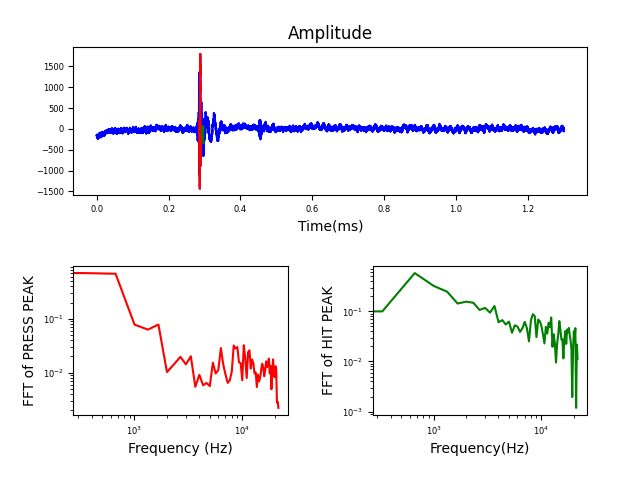 Amplitude
1500
1000
500
0
−500
−1000
−1500
0.0 0.2 0.4 0.6 0.8 1.0 1.2
Time(ms)
FFT of PRESS PEAK
10⁻¹
10⁻²
10³ 10⁴
Frequency (Hz)
FFT of HIT PEAK
10⁻¹
10⁻²
10⁻³
10³ 10⁴
Frequency(Hz)